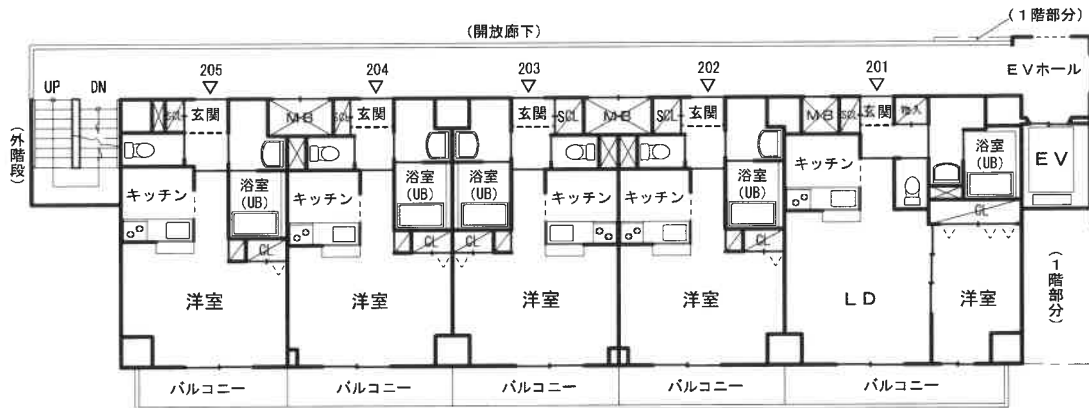 (1階部分)
(開放廊下)
EVホール
UP
DN
205
204
203
202
201
(外階段)
SCL
玄関
M-B
SCL
玄関
玄関
SCL
M-B
SCL
玄関
M-B
SCL
玄関
物入
EV
キッチン
浴室
(UB)
キッチン
浴室
(UB)
浴室
(UB)
キッチン
キッチン
浴室
(UB)
キッチン
浴室
(UB)
CL
CL
CL
CL
CL
洋室
洋室
洋室
洋室
LD
洋室
(1階部分)
バルコニー
バルコニー
バルコニー
バルコニー
バルコニー